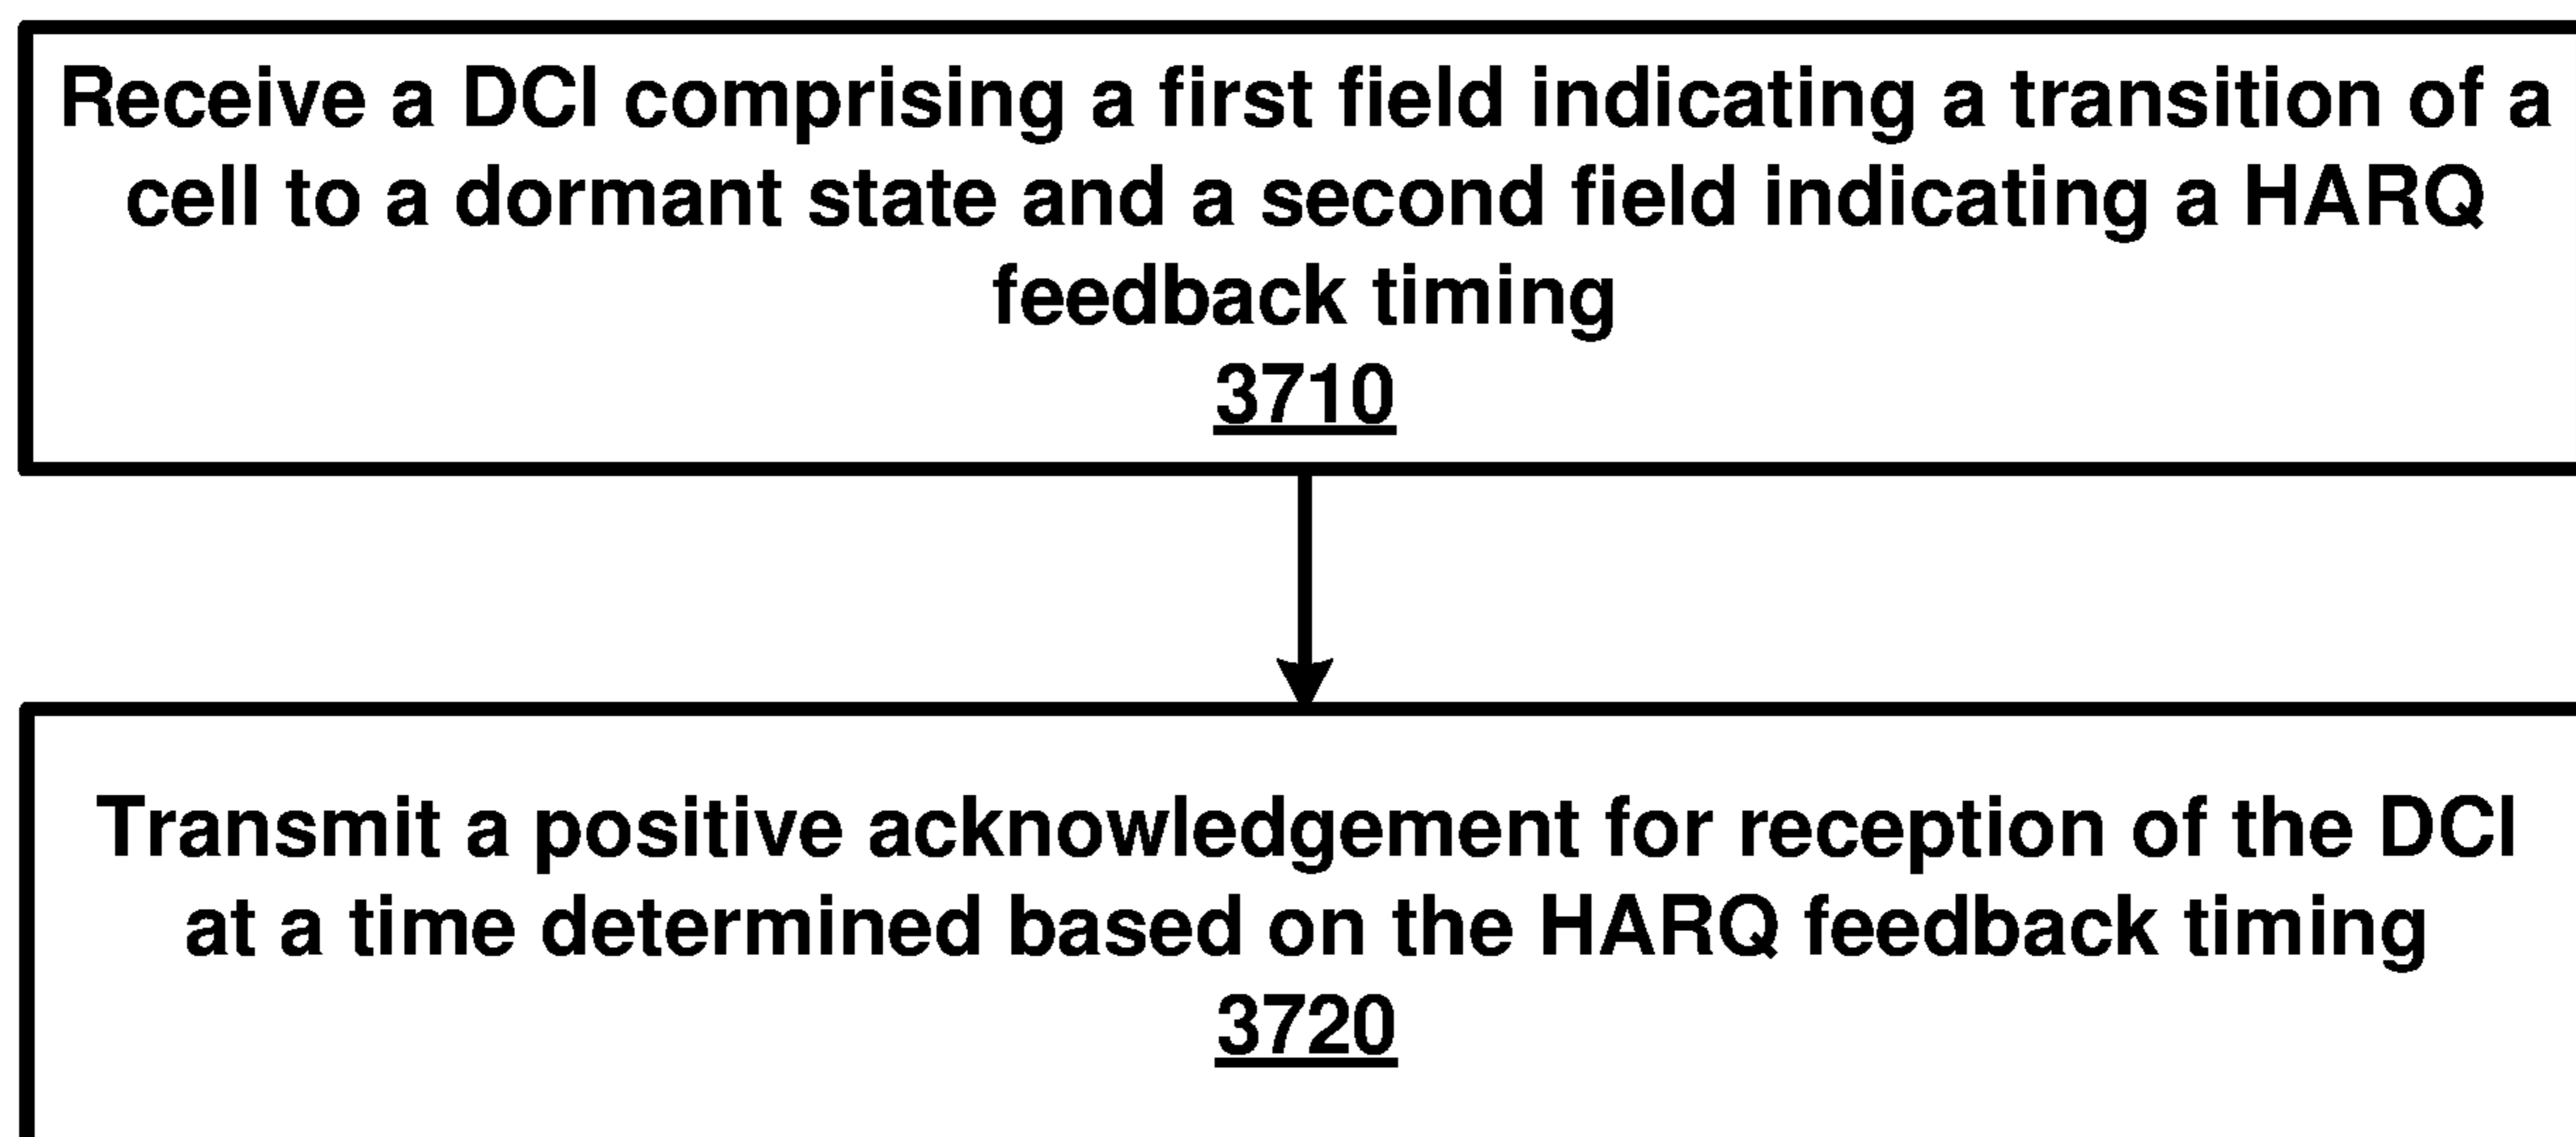 Receive a DCI comprising a first field indicating a transition of a
cell to a dormant state and a second field indicating a HARQ
feedback timing
3710
Transmit a positive acknowledgement for reception of the DCI
at a time determined based on the HARQ feedback timing
3720